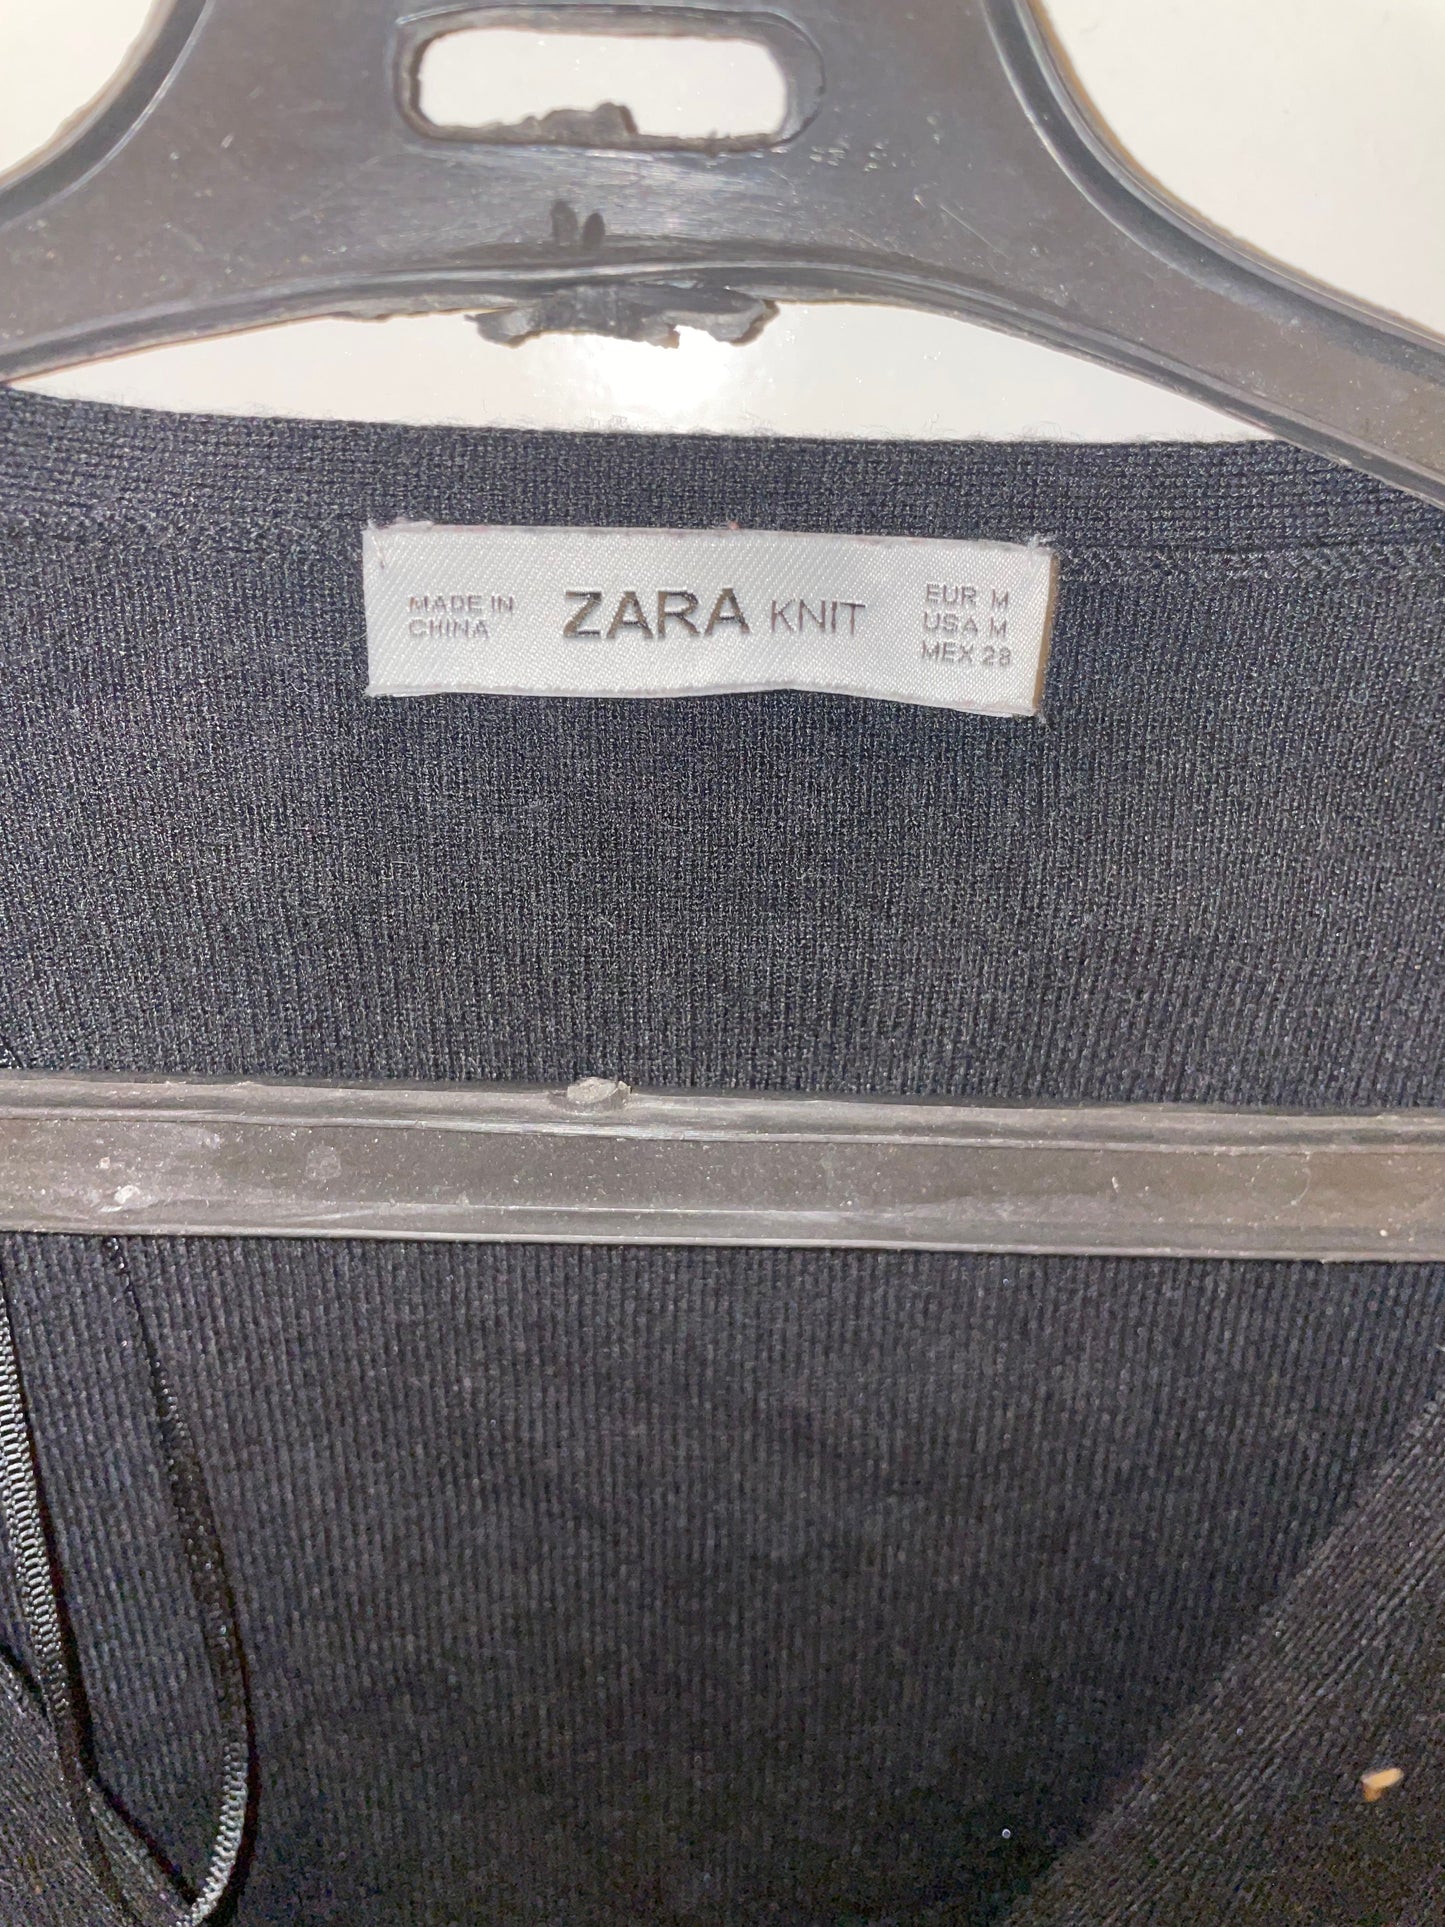 MADE IN
CHINA
ZARA KNIT
EUR M
USA M
MEX 28